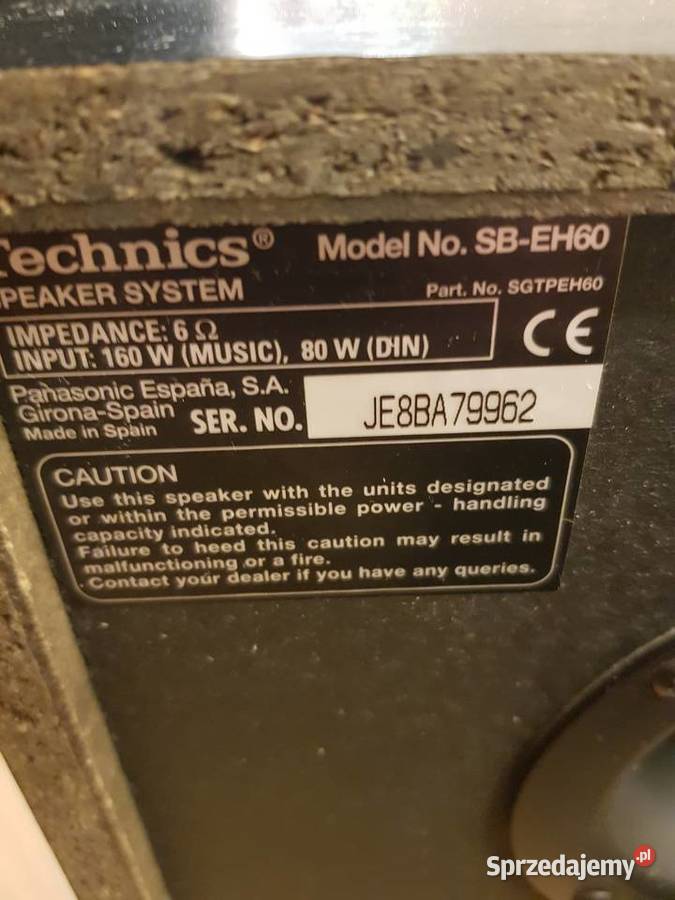 Technics® Model No. SB-EH60
SPEAKER SYSTEM Part. No. SGTPEH60
IMPEDANCE: 6 Ω
INPUT: 160 W (MUSIC), 80 W (DIN)
CE
Panasonic España, S.A.
Girona-Spain
Made in Spain
SER. NO. JE8BA79962
CAUTION
Use this speaker with the units designated
or within the permissible power - handling
capacity indicated.
Failure to heed this caution may result in
malfunctioning or a fire.
Contact your dealer if you have any queries.
Sprzedajemy.pl